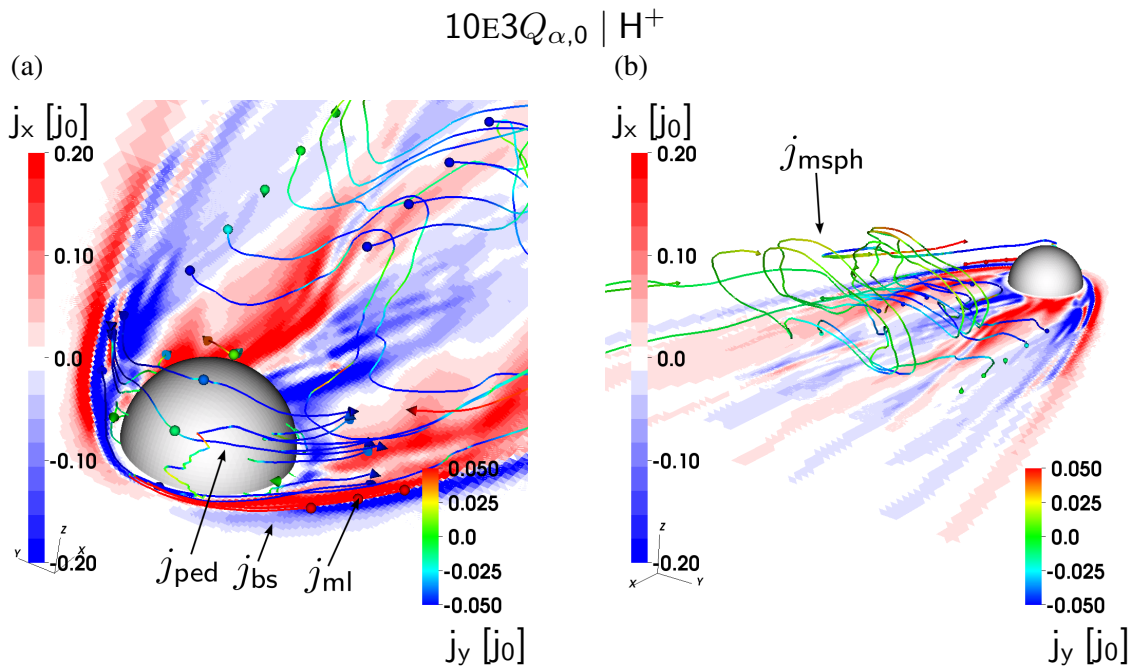 10E3Q_{α,0} | H^+
(a)
j_x [j_0]
0.20
0.10
0.0
-0.10
-0.20
Y Z X
j_ped j_bs j_ml
0.050
0.025
0.0
-0.025
-0.050
j_y [j_0]
(b)
j_x [j_0]
0.20
0.10
0.0
-0.10
-0.20
j_msph
Z
X Y
0.050
0.025
0.0
-0.025
-0.050
j_y [j_0]